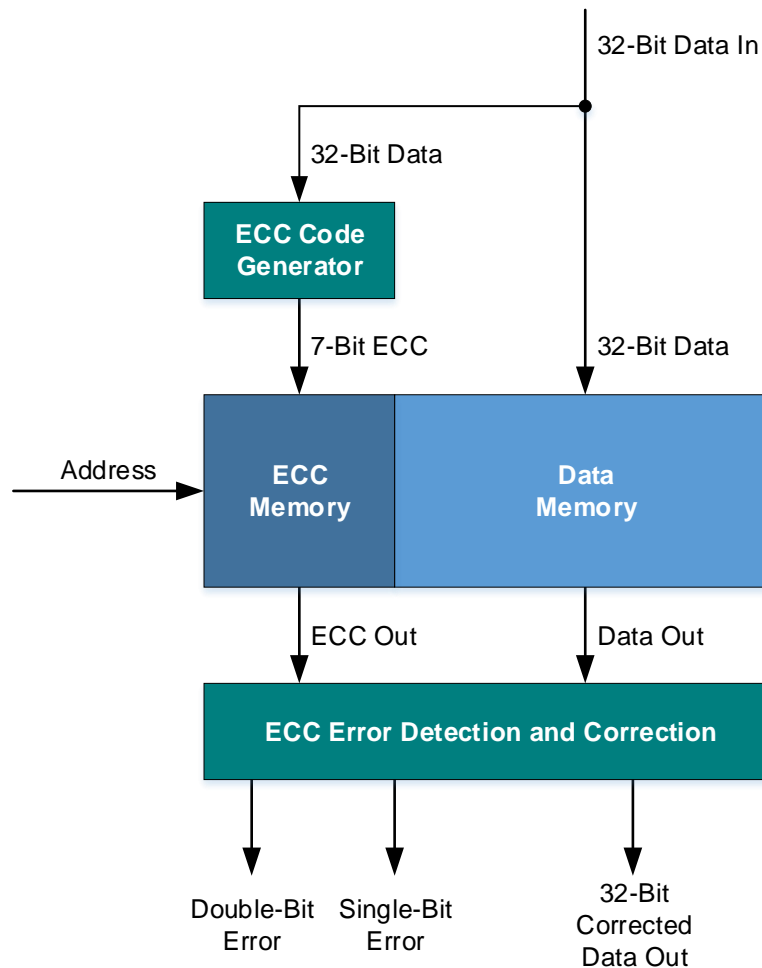 32-Bit Data In
32-Bit Data
ECC Code
Generator
7-Bit ECC
32-Bit Data
Address
ECC
Memory
Data
Memory
ECC Out
Data Out
ECC Error Detection and Correction
Double-Bit
Error
Single-Bit
Error
32-Bit
Corrected
Data Out